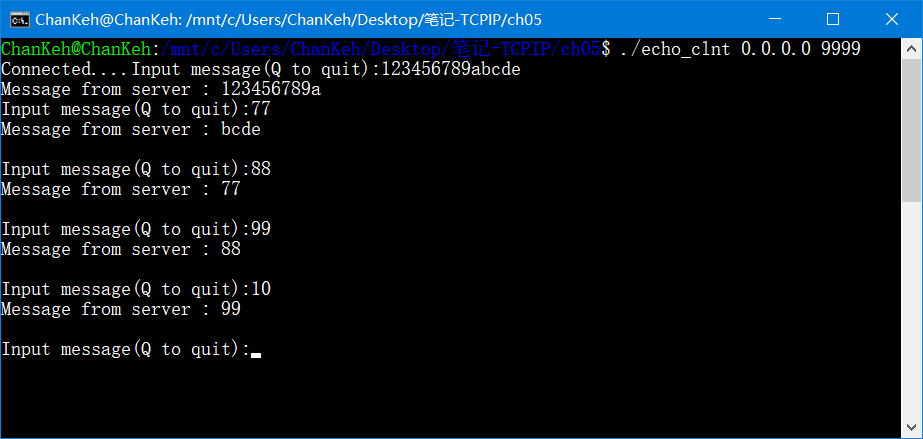 ChanKeh@ChanKeh: /mnt/c/Users/ChanKeh/Desktop/笔记-TCPIP/ch05
ChanKeh@ChanKeh:/mnt/c/Users/ChanKeh/Desktop/笔记-TCPIP/ch05$ ./echo_clnt 0.0.0.0 9999
Connected....Input message(Q to quit):123456789abcde
Message from server : 123456789a
Input message(Q to quit):77
Message from server : bcde
Input message(Q to quit):88
Message from server : 77
Input message(Q to quit):99
Message from server : 88
Input message(Q to quit):10
Message from server : 99
Input message(Q to quit):